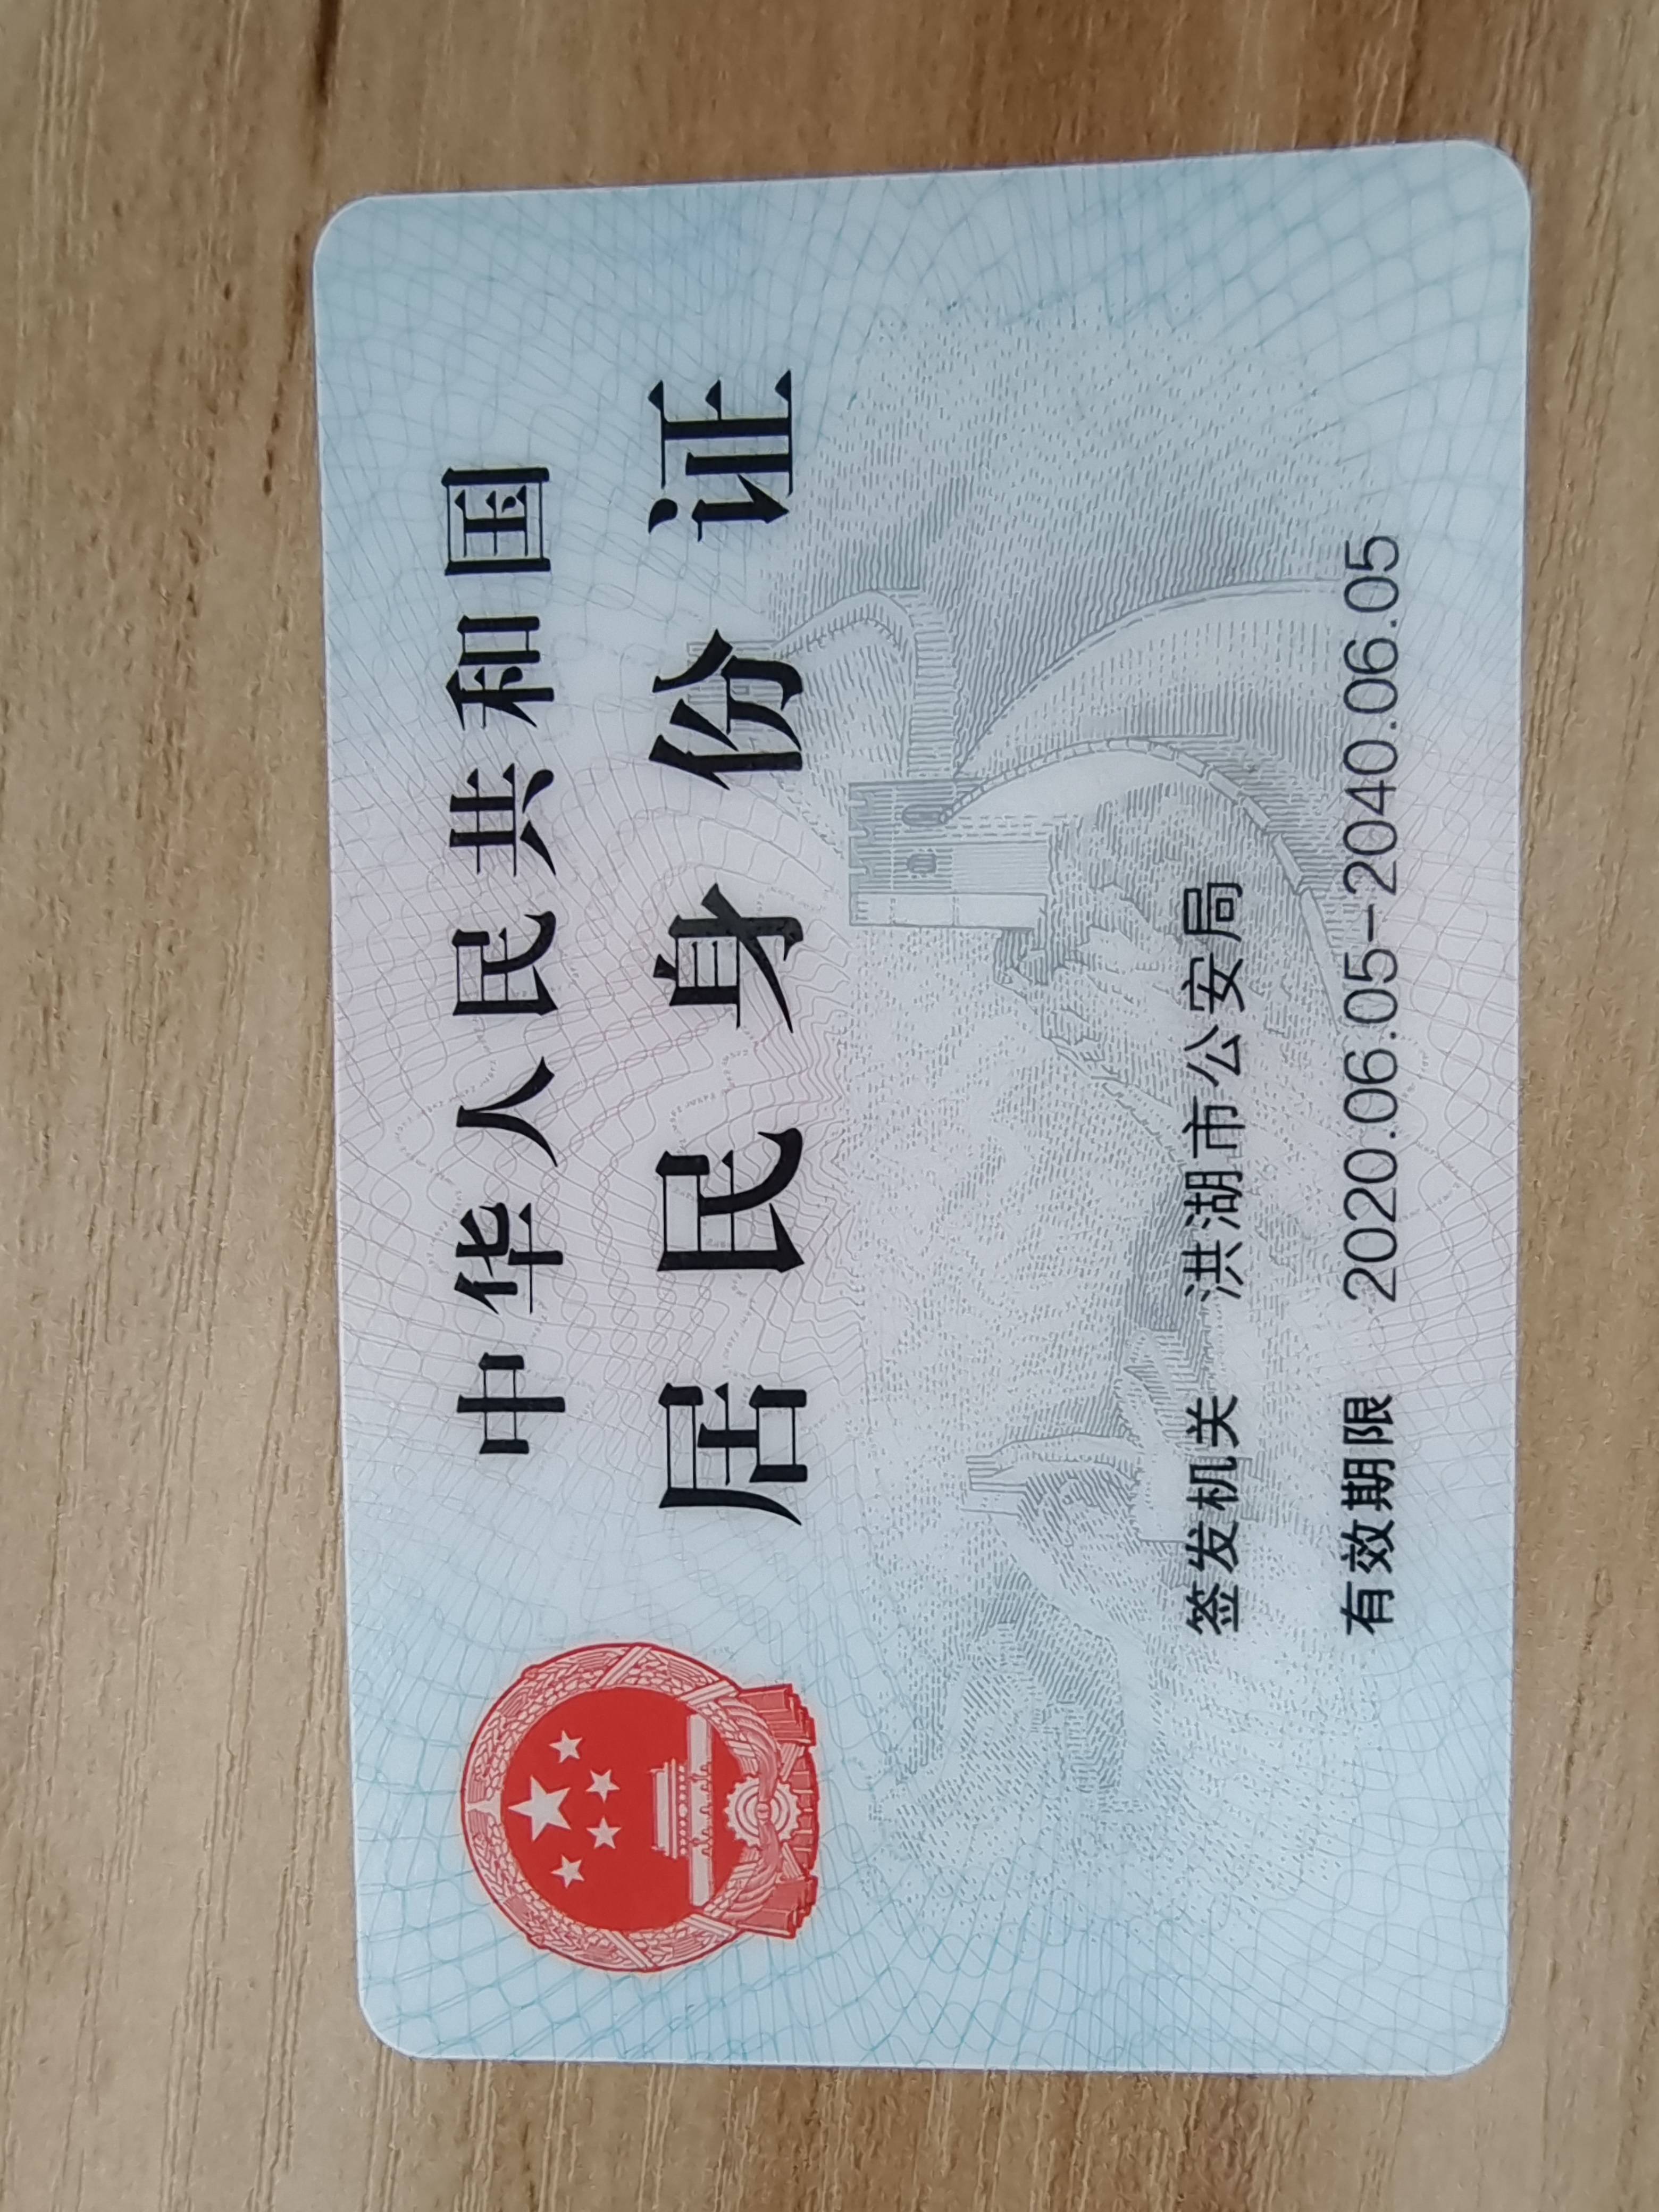 中华人民共和国
居民身份证
签发机关 洪湖市公安局
有效期限 2020.06.05-2040.06.05